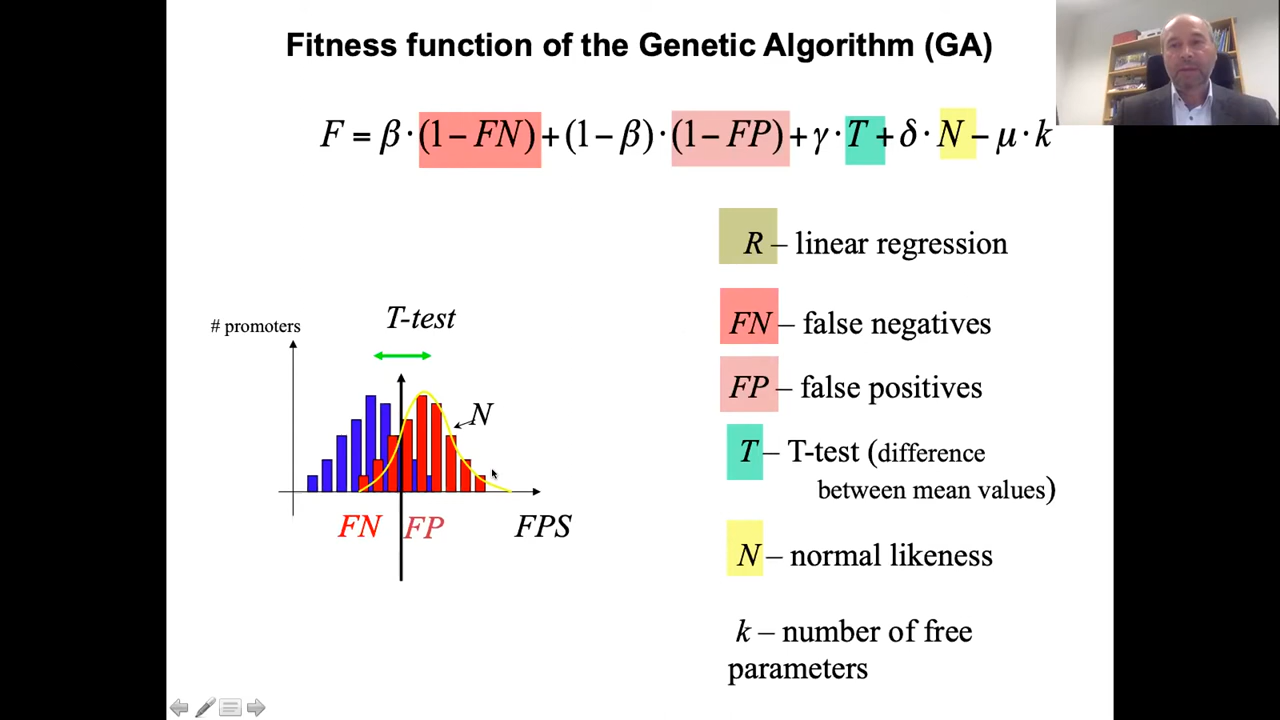 Fitness function of the Genetic Algorithm (GA)
F = β · (1 − FN) + (1 − β) · (1 − FP) + γ · T + δ · N − μ · k
R – linear regression
FN – false negatives
FP – false positives
T – T-test (difference
between mean values)
N – normal likeness
k – number of free
parameters
T-test
# promoters
N
FN FP FPS